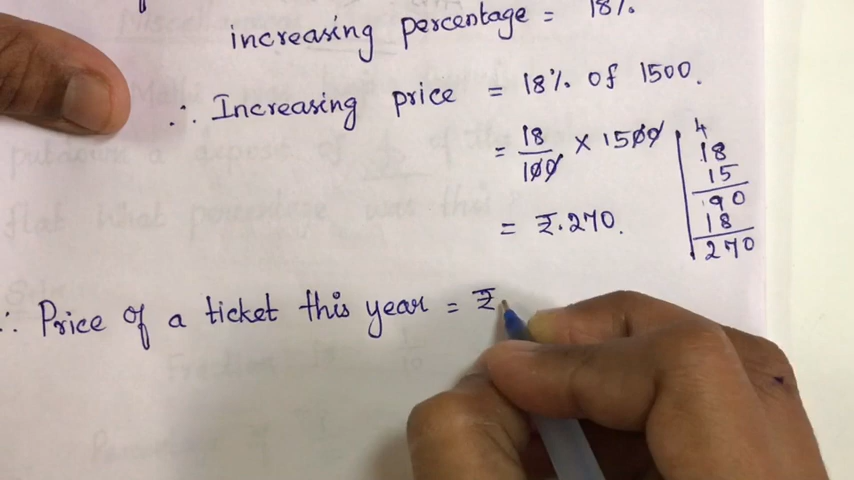 increasing percentage = 18%.
∴ Increasing price = 18% of 1500.
= 18/100 × 1500
4
18
15
90
18
270
= ₹.270.
∴ Price of a ticket this year = ₹